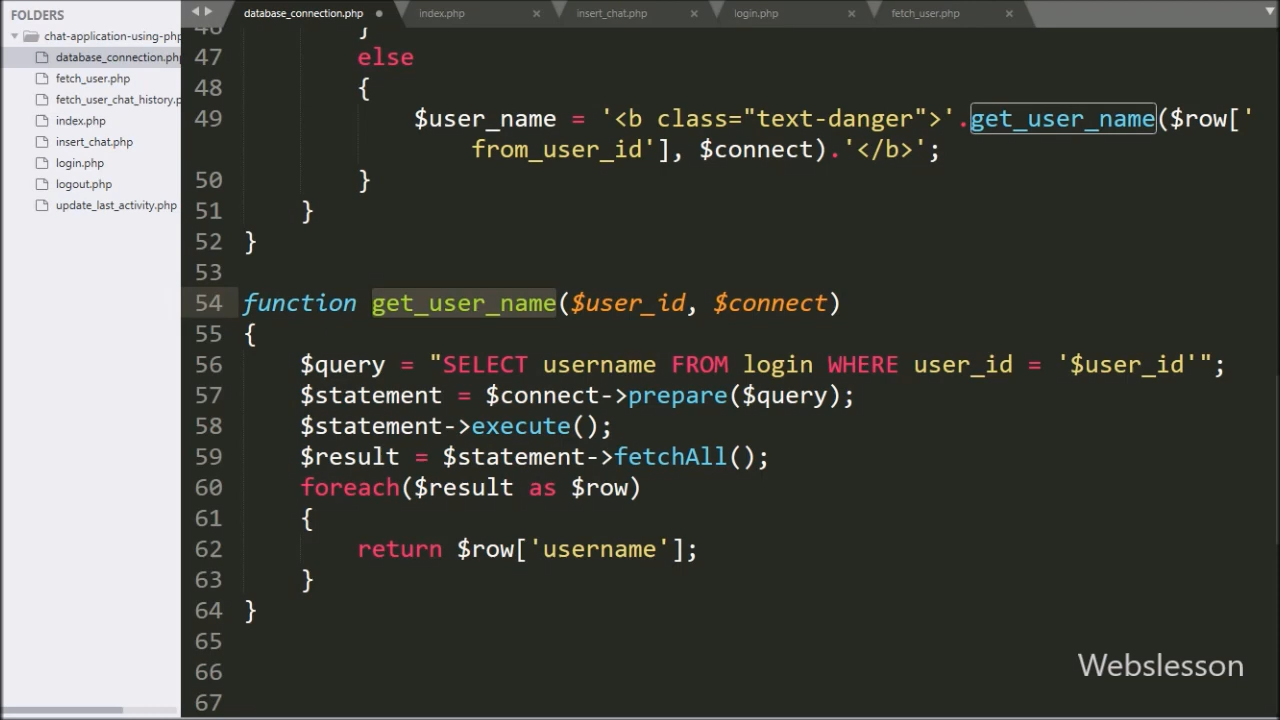 FOLDERS
chat-application-using-php
database_connection.php
fetch_user.php
fetch_user_chat_history.p
index.php
insert_chat.php
login.php
logout.php
update_last_activity.php
database_connection.php
index.php
insert_chat.php
login.php
fetch_user.php
46 }
47 else
48 {
49 $user_name = '<b class="text-danger">'.get_user_name($row['
from_user_id'], $connect).'</b>';
50 }
51 }
52 }
53
54 function get_user_name($user_id, $connect)
55 {
56 $query = "SELECT username FROM login WHERE user_id = '$user_id'";
57 $statement = $connect->prepare($query);
58 $statement->execute();
59 $result = $statement->fetchAll();
60 foreach($result as $row)
61 {
62 return $row['username'];
63 }
64 }
65
66
67
Webslesson